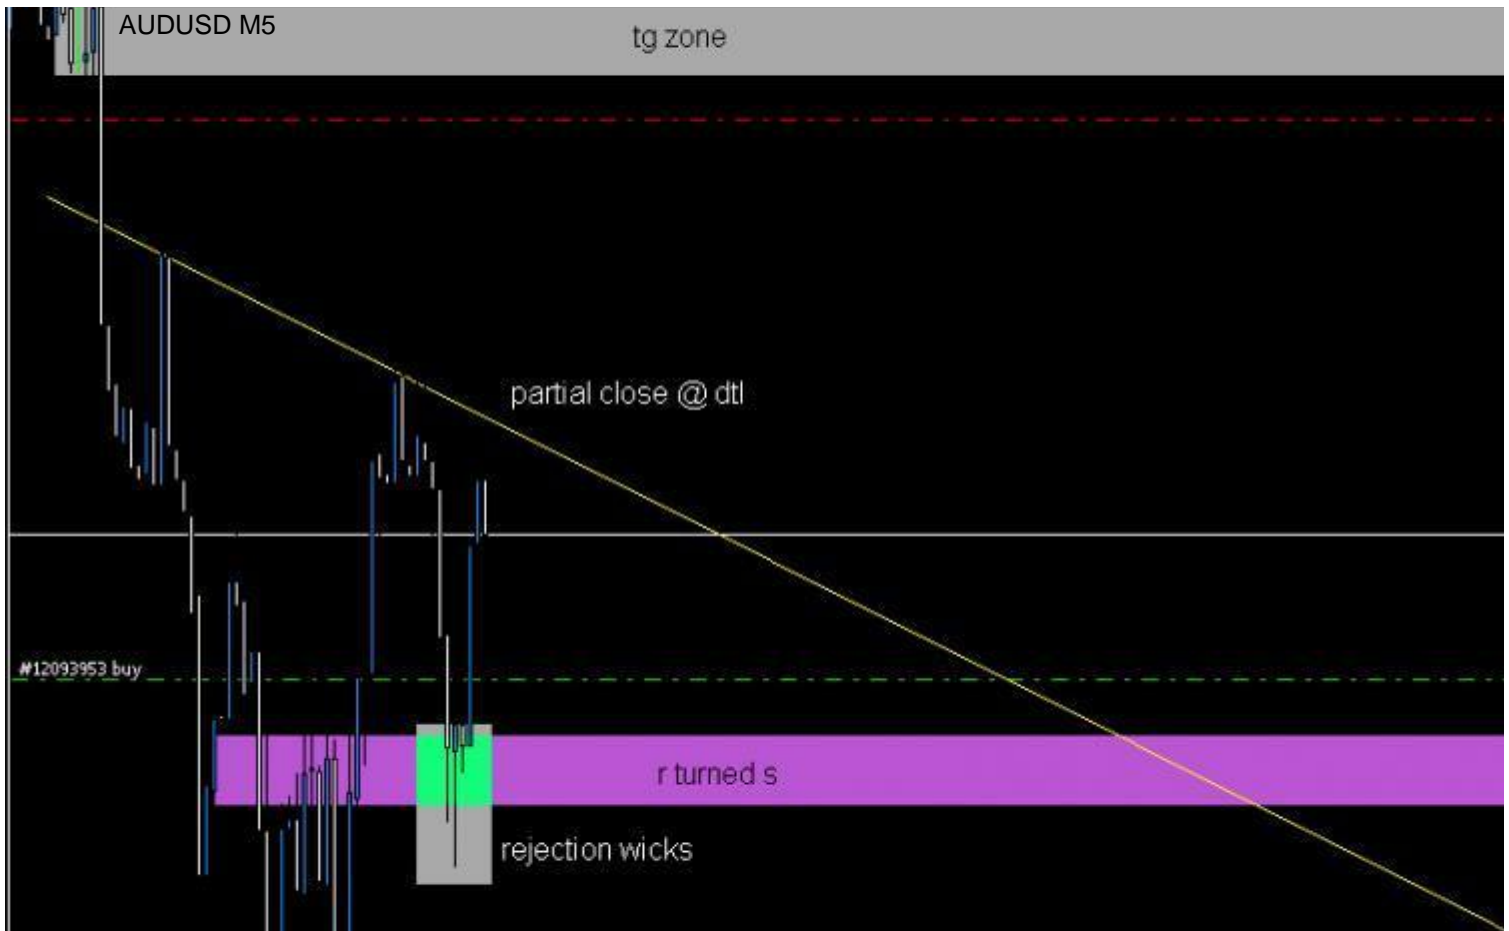 AUDUSD M5
tg zone
partial close @ dtl
#12093953 buy
r turned s
rejection wicks